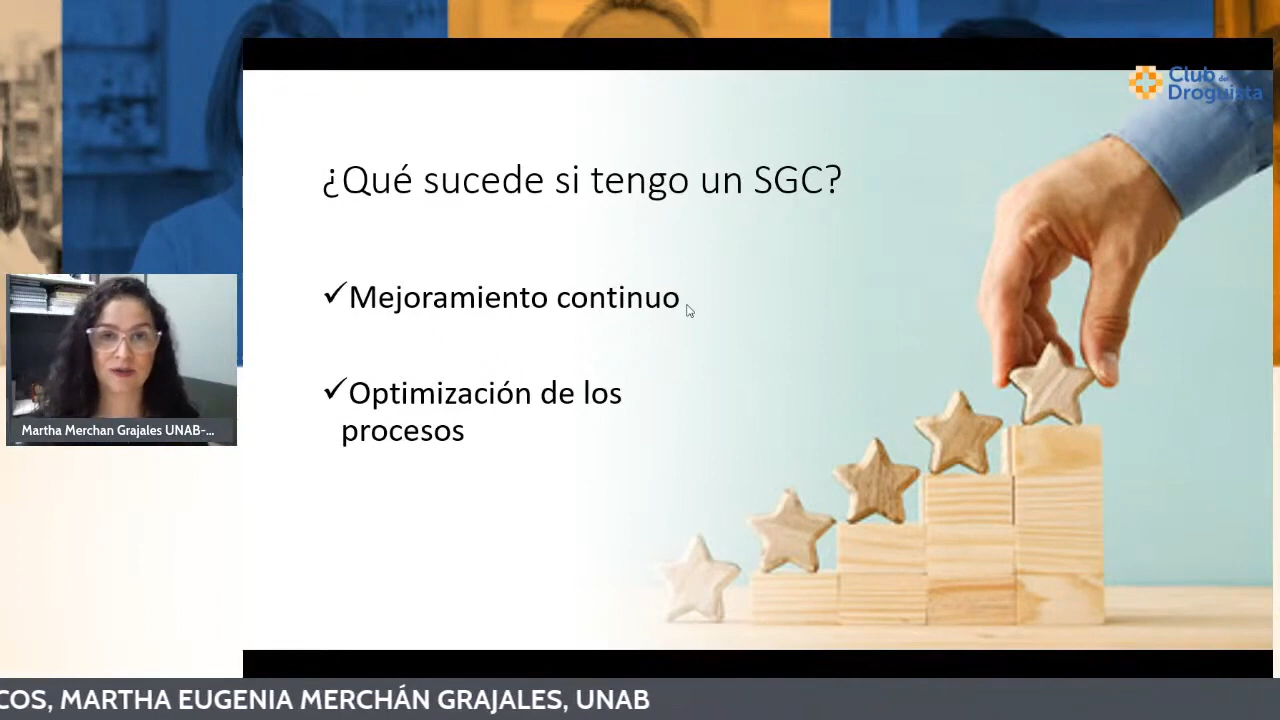 Club del
Droguista
¿Qué sucede si tengo un SGC?
✓Mejoramiento continuo
✓Optimización de los
procesos
Martha Merchan Grajales UNAB-...
COS, MARTHA EUGENIA MERCHÁN GRAJALES, UNAB